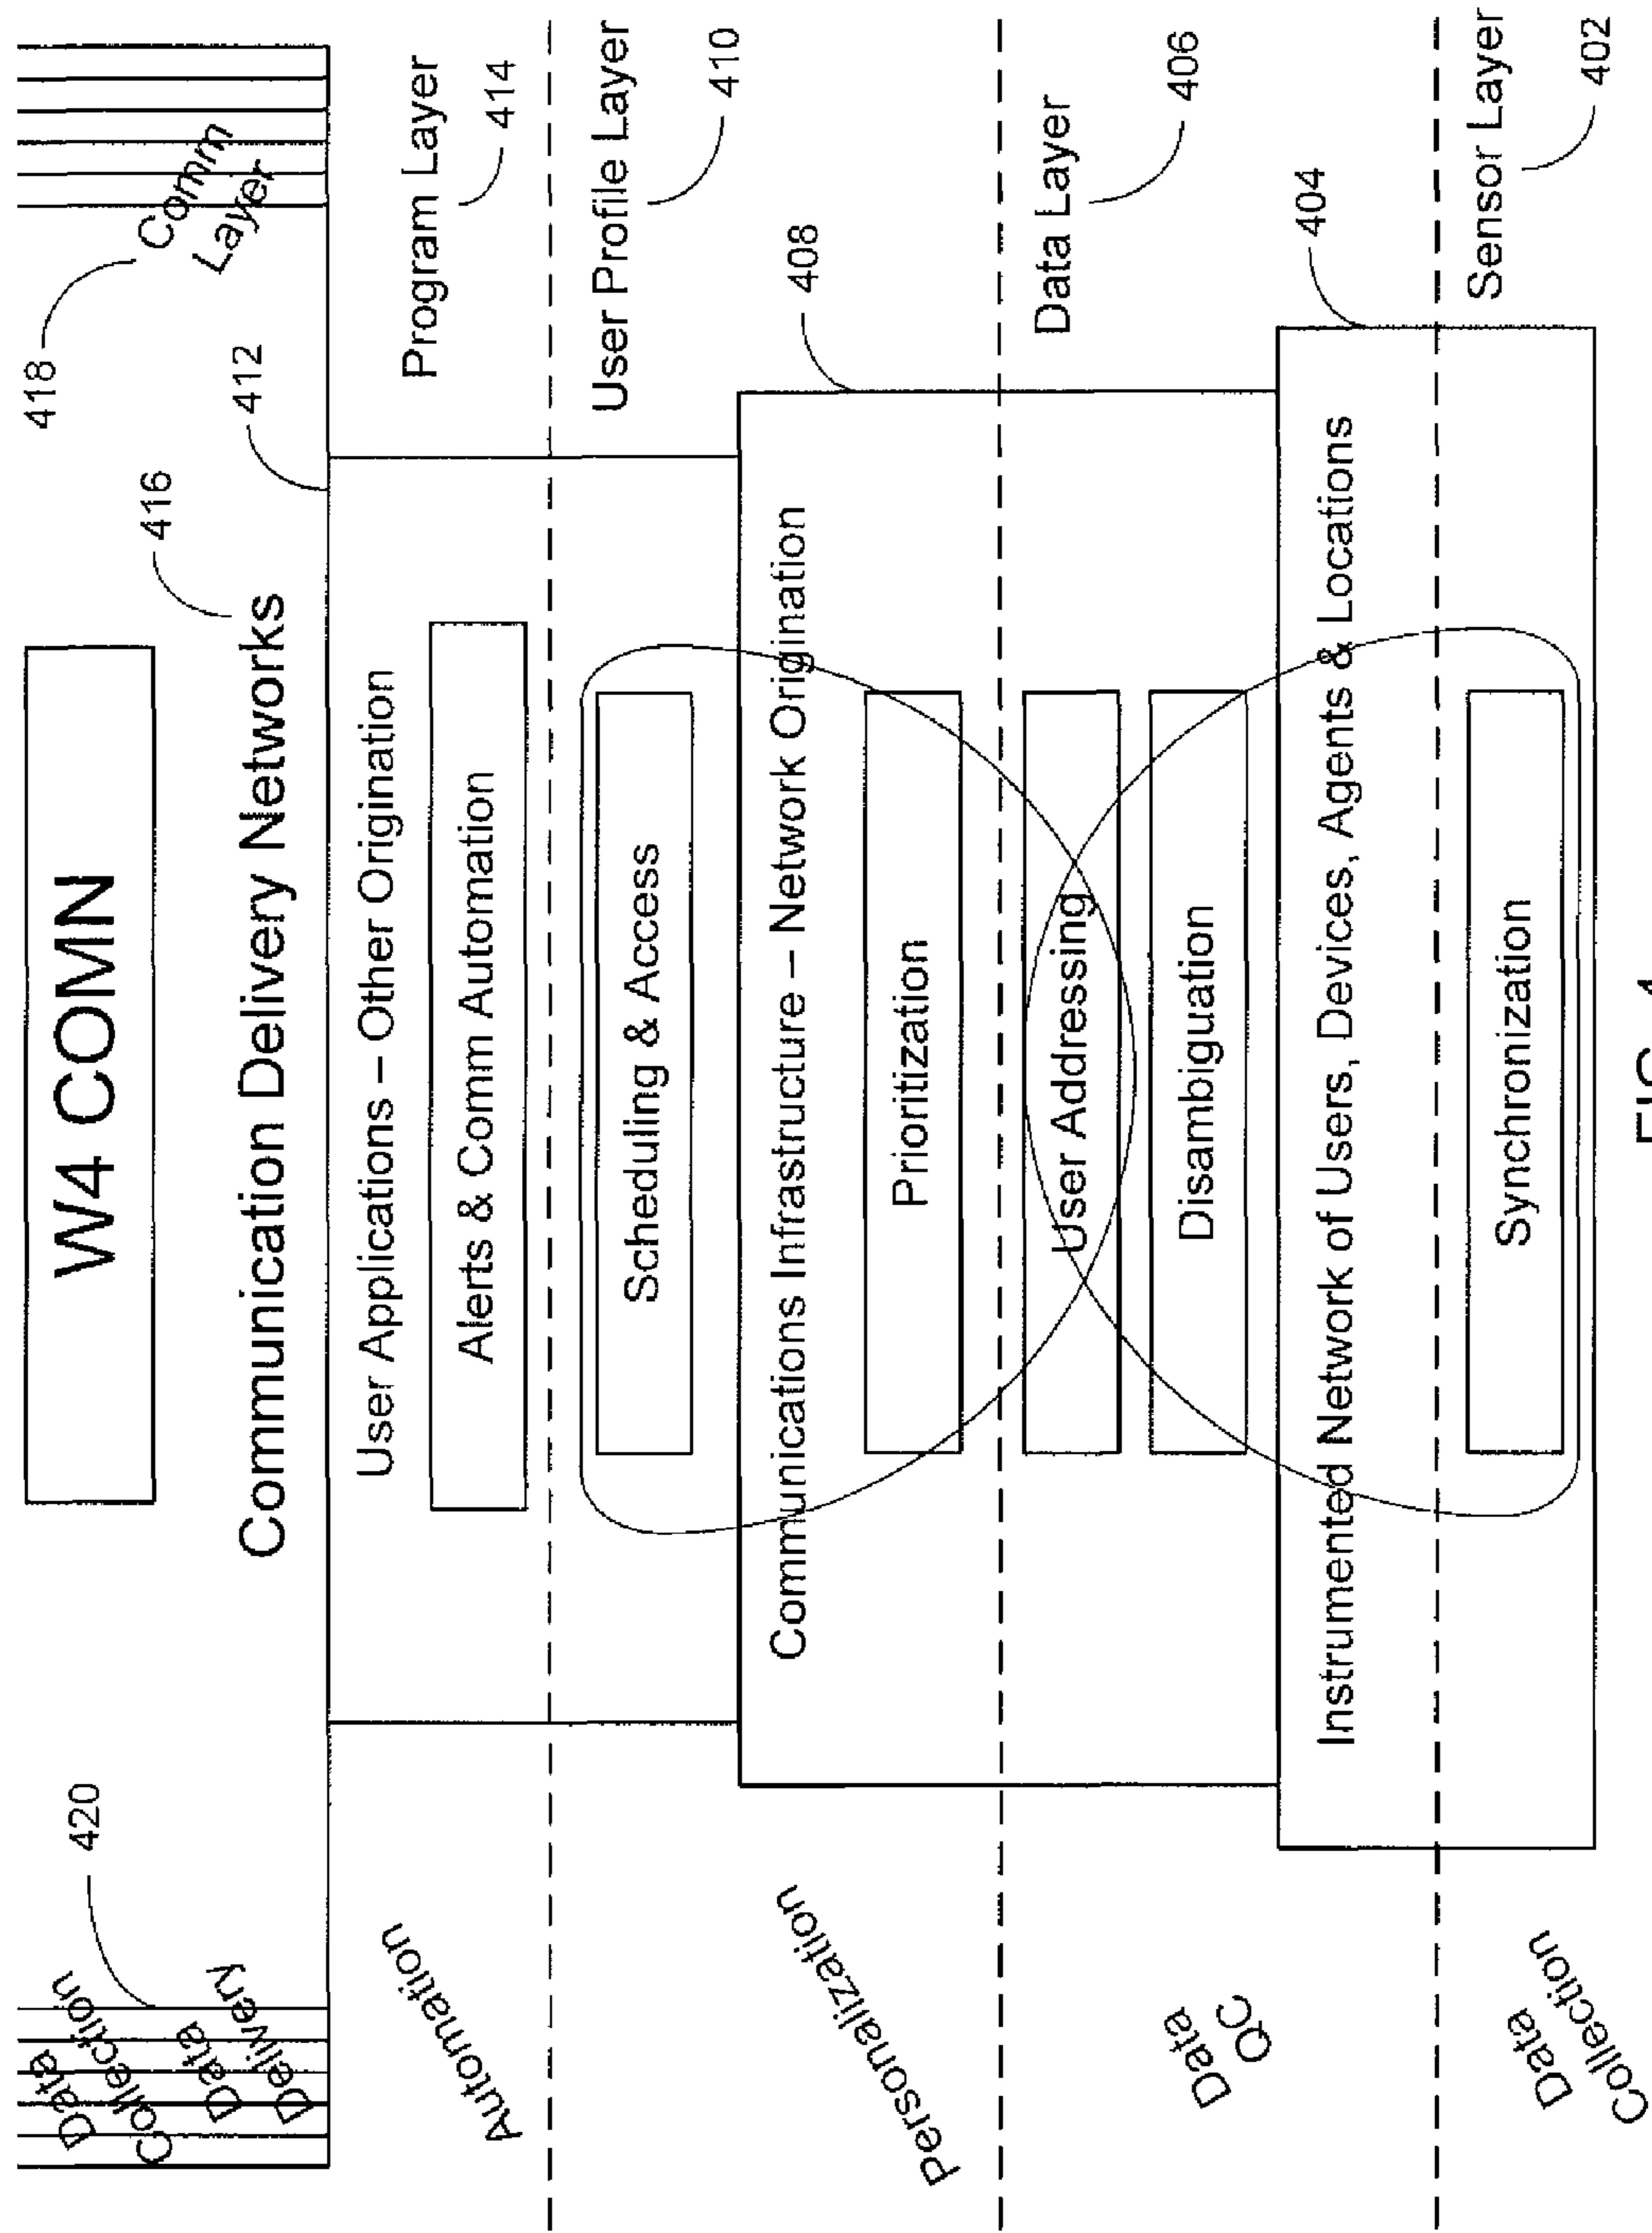 W4 COMN
418
Comm
Layer
Data
Collection
Data
Delivery
420
Communication Delivery Networks
416
412
User Applications – Other Origination
Program Layer
414
Automation
Alerts & Comm Automation
User Profile Layer
410
Scheduling & Access
Personalization
Communications Infrastructure – Network Origination
408
Prioritization
Data Layer
406
Data
QC
User Addressing
Disambiguation
404
Instrumented Network of Users, Devices, Agents & Locations
Sensor Layer
402
Data
Collection
Synchronization